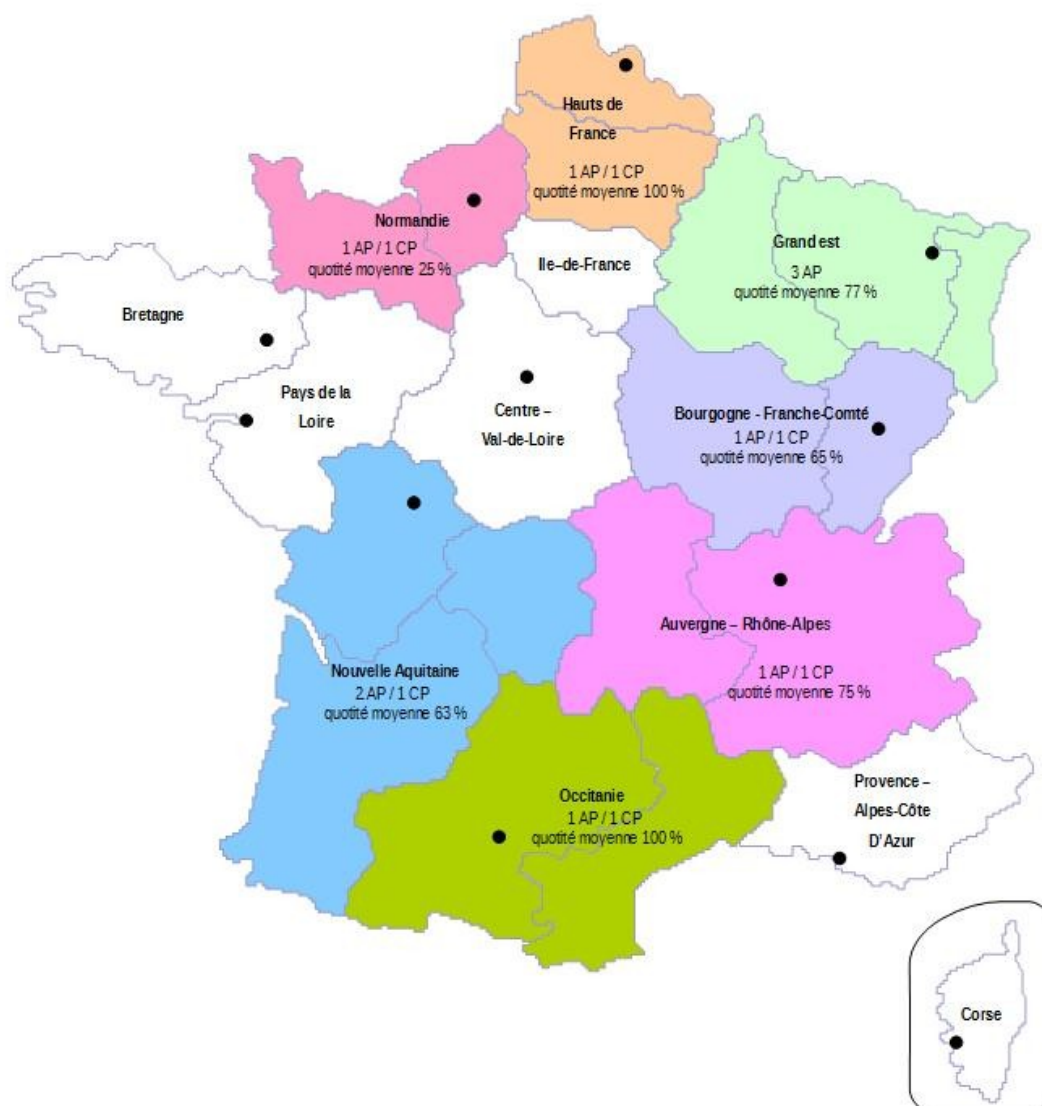 Hauts de
France
1 AP / 1 CP
quotité moyenne 100 %
Normandie
1 AP / 1 CP
quotité moyenne 25 %
Grand est
3 AP
quotité moyenne 77 %
Ile–de-France
Bretagne
Pays de la
Loire
Centre –
Val-de-Loire
Bourgogne - Franche-Comté
1 AP / 1 CP
quotité moyenne 65 %
Auvergne – Rhône-Alpes
1 AP / 1 CP
quotité moyenne 75 %
Nouvelle Aquitaine
2 AP / 1 CP
quotité moyenne 63 %
Occitanie
1 AP / 1 CP
quotité moyenne 100 %
Provence –
Alpes-Côte
D'Azur
Corse